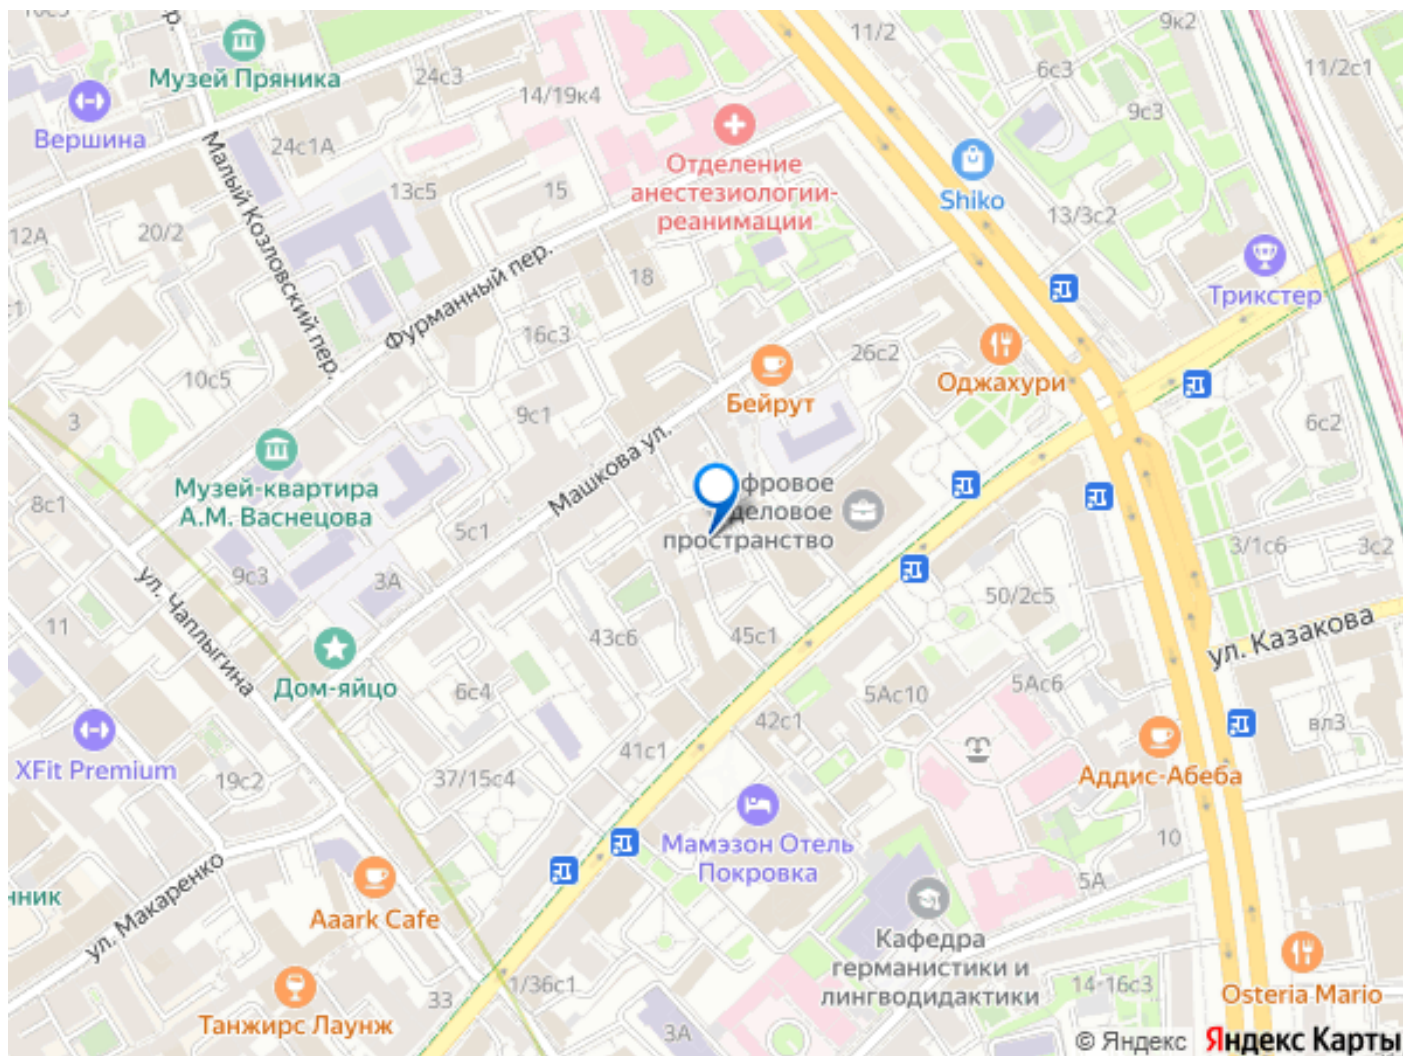 11/2
9к2
Музей Пряника
24с3
6с3
11/2с1
Вершина
14/19к4
9с3
24с1А
Отделение
анестезиологии-
реанимации
Shiko
Малый Козловский пер.
13с5
15
13/3с2
12А
20/2
18
Фурманный пер.
Трикстер
16с3
26с2
Оджахури
10с5
Бейрут
3
9с1
6с2
Машкова ул.
Музей-квартира
А.М. Васнецова
фровое
деловое
пространство
8с1
5с1
3/1с6
3с2
9с3
3А
50/2с5
ул. Чаплыгина
11
43с6
45с1
ул. Казакова
Дом-яйцо
6с4
5Ас10
5Ас6
42с1
вл3
XFit Premium
41с1
19с2
37/15с4
Аддис-Абеба
Мамэзон Отель
Покровка
10
ул. Макаренко
5А
нник
Aaark Cafe
Кафедра
германистики и
лингводидактики
1/36с1
14-16с3
33
Osteria Mario
Танжирс Лаунж
3А
© Яндекс Яндекс Карты